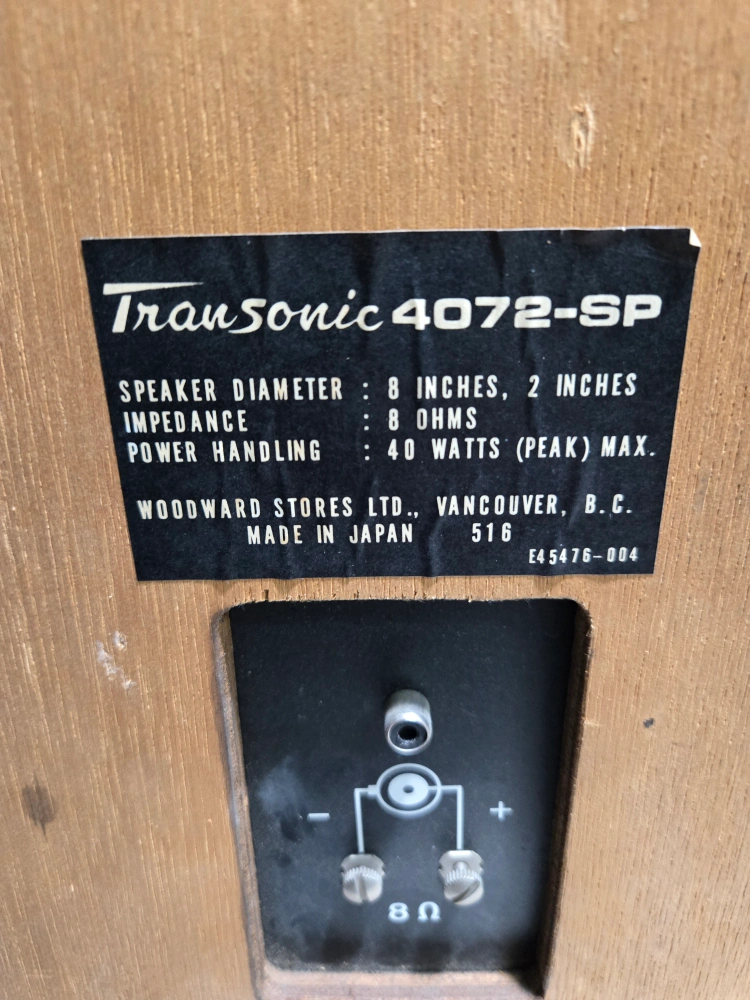 Transonic 4072-SP
SPEAKER DIAMETER : 8 INCHES, 2 INCHES
IMPEDANCE : 8 OHMS
POWER HANDLING : 40 WATTS (PEAK) MAX.
WOODWARD STORES LTD., VANCOUVER, B.C.
MADE IN JAPAN 516
E45476-004
- +
8 Ω